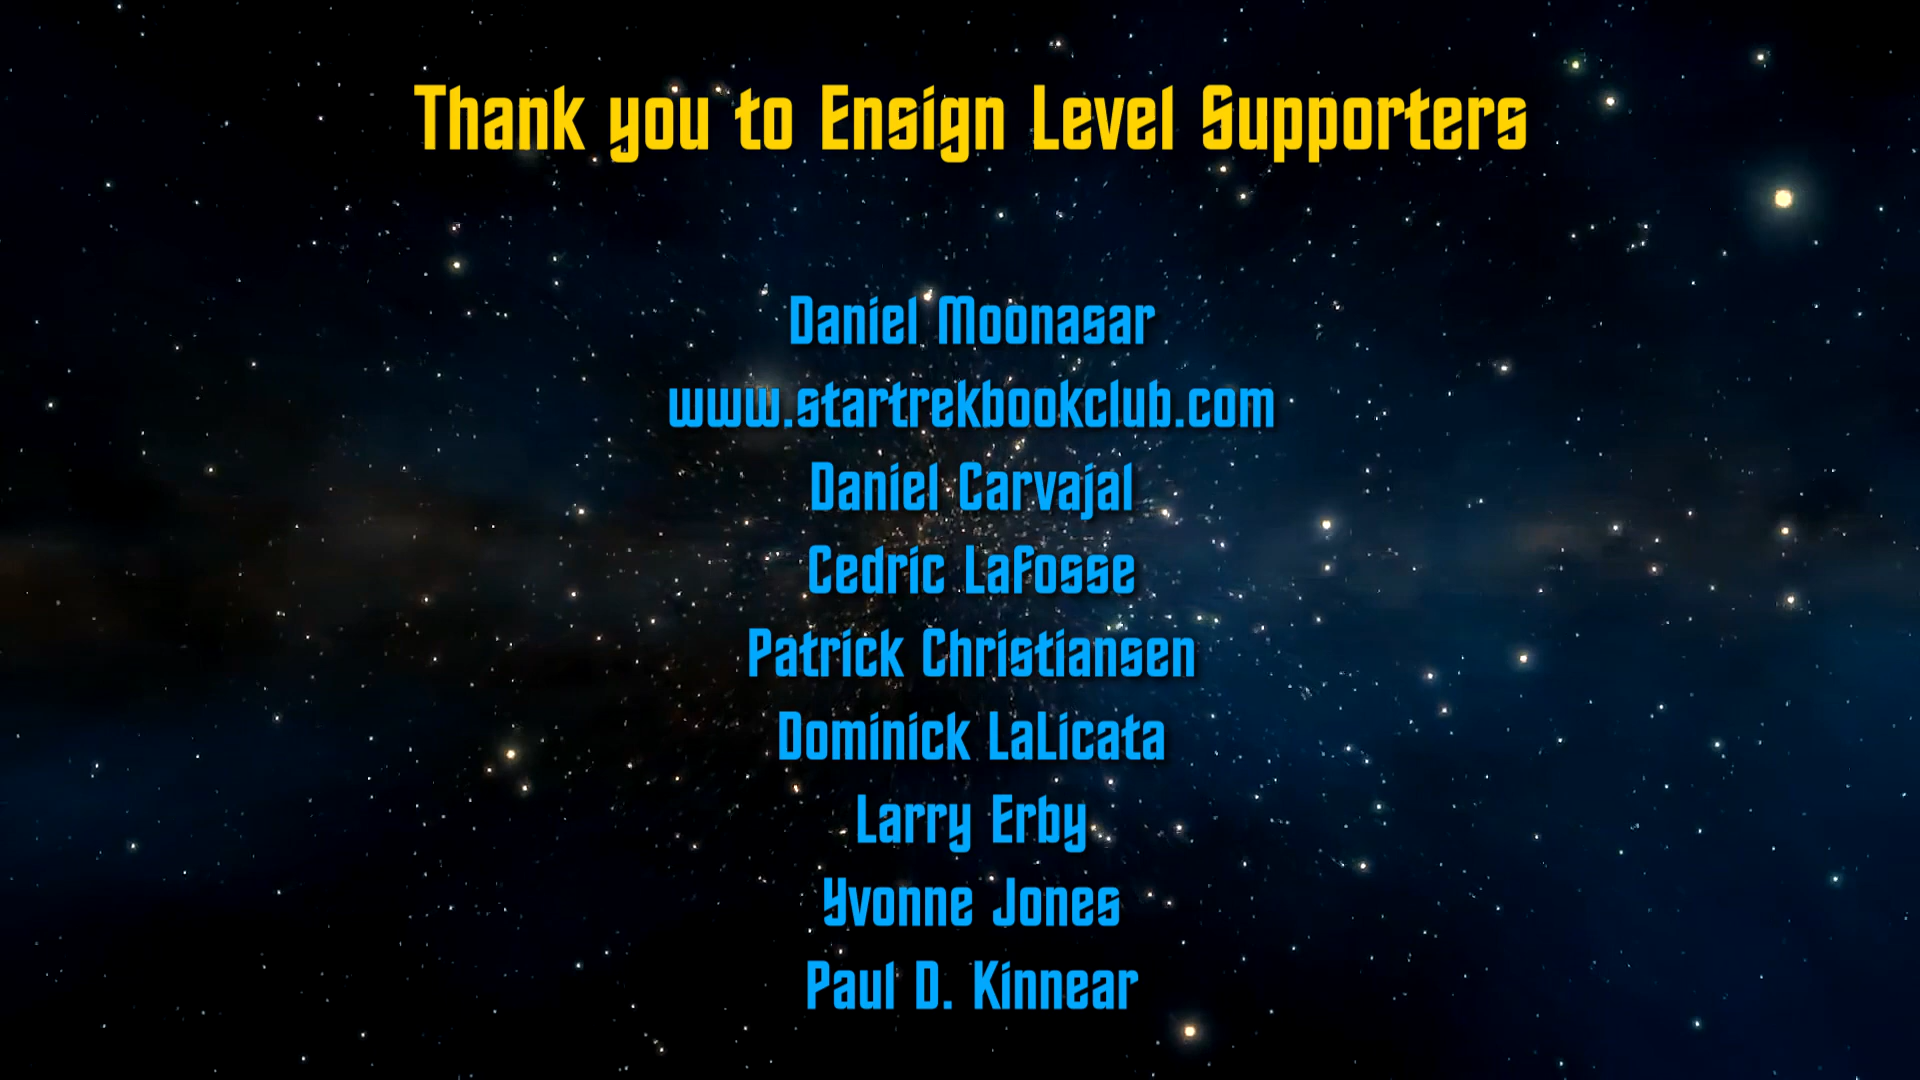 Thank you to Ensign Level Supporters
Daniel Moonasar
www.startrekbookclub.com
Daniel Carvajal
Cedric LaFosse
Patrick Christiansen
Dominick LaLicata
Larry Erby
Yvonne Jones
Paul D. Kinnear